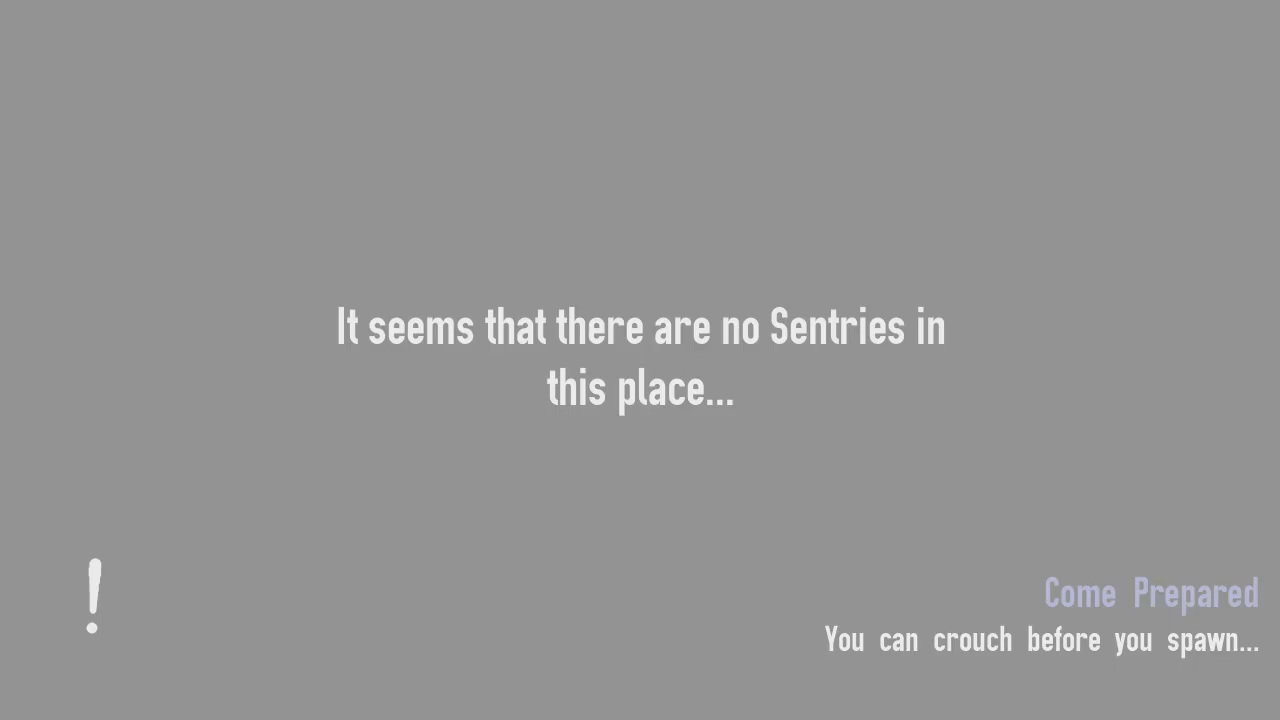 It seems that there are no Sentries in
this place...
!
Come Prepared
You can crouch before you spawn...